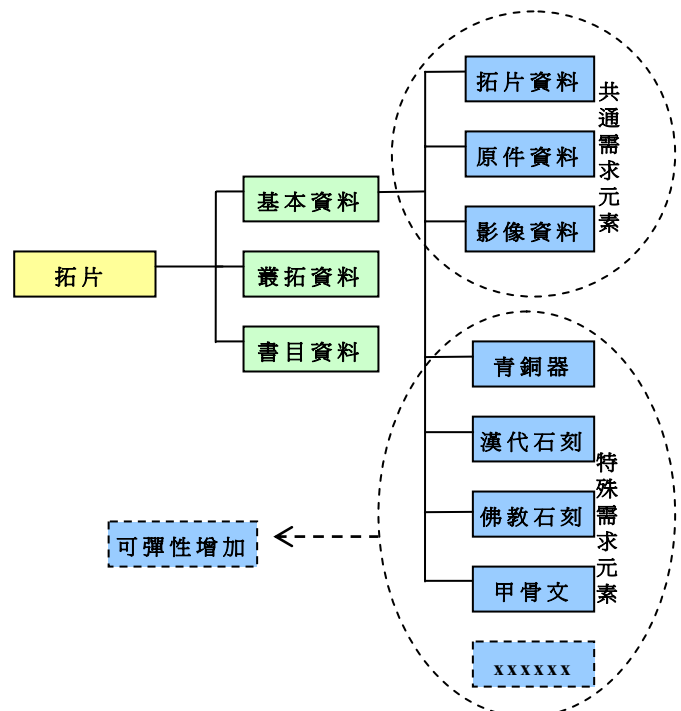 拓片
基本資料
叢拓資料
書目資料
拓片資料
原件資料
影像資料
共通需求元素
青銅器
漢代石刻
佛教石刻
甲骨文
xxxxxx
特殊需求元素
可彈性增加